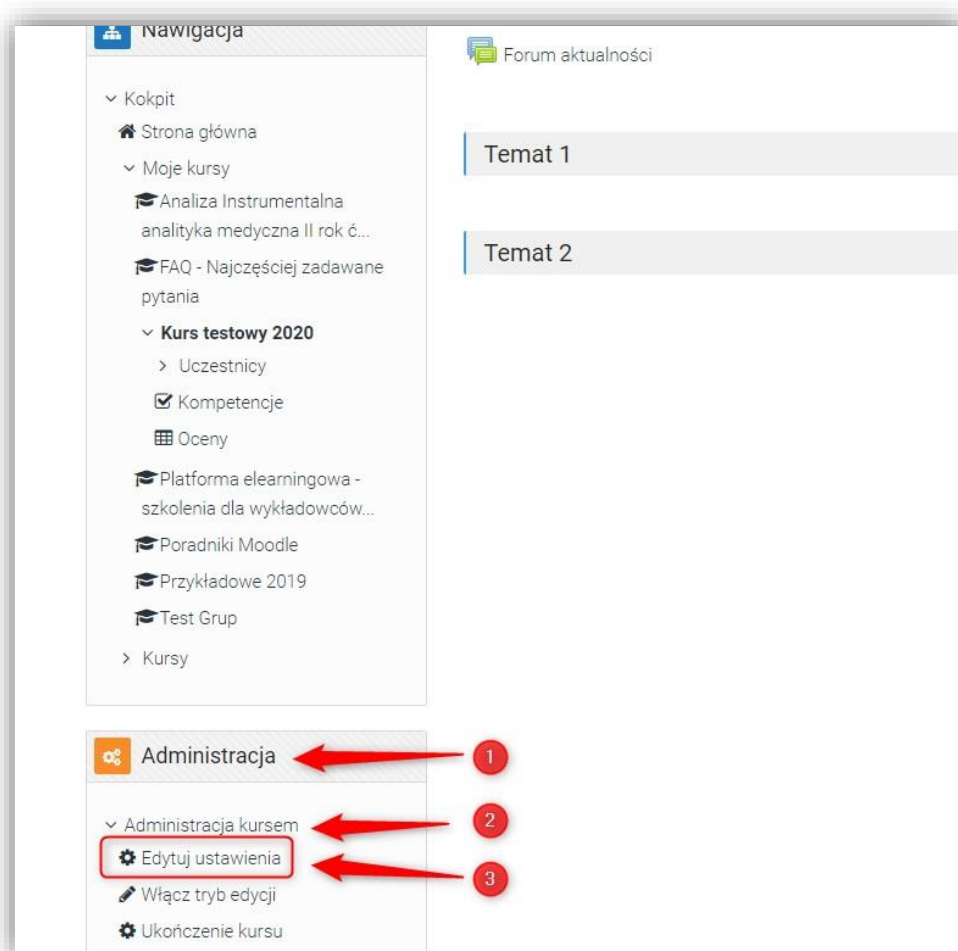 Nawigacja
Kokpit
Strona główna
Moje kursy
Analiza Instrumentalna
analityka medyczna II rok ć...
FAQ - Najczęściej zadawane
pytania
Kurs testowy 2020
Uczestnicy
Kompetencje
Oceny
Platforma elearningowa -
szkolenia dla wykładowców...
Poradniki Moodle
Przykładowe 2019
Test Grup
Kursy
Administracja
1
Administracja kursem
2
Edytuj ustawienia
3
Włącz tryb edycji
Ukończenie kursu
Forum aktualności
Temat 1
Temat 2